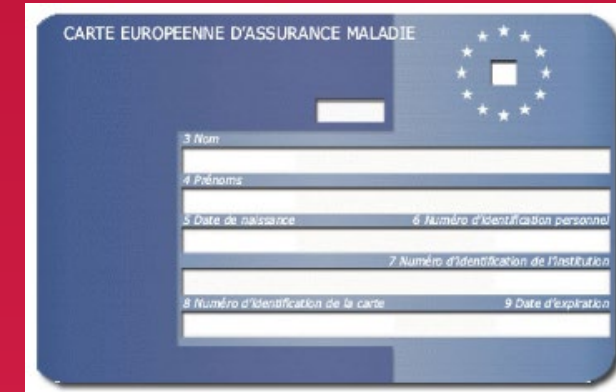 CARTE EUROPEENNE D'ASSURANCE MALADIE
3 Nom
4 Prénoms
5 Date de naissance 6 Numéro d'identification personnel
7 Numéro d'identification de l'institution
8 Numéro d'identification de la carte 9 Date d'expiration